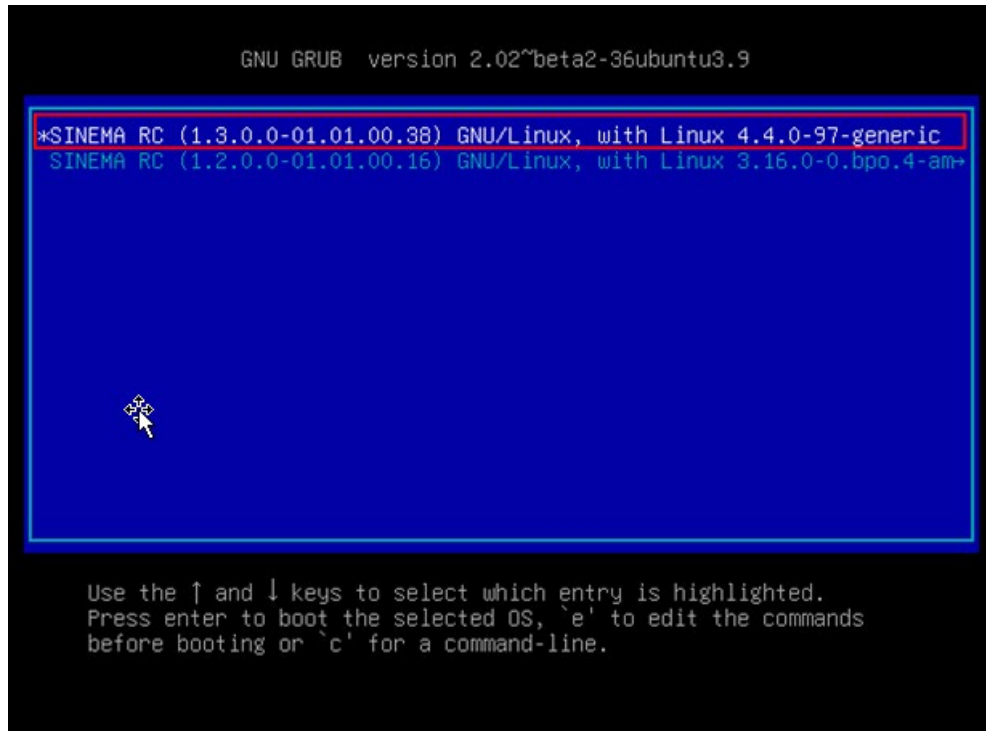 GNU GRUB version 2.02~beta2-36ubuntu3.9
*SINEMA RC (1.3.0.0-01.01.00.38) GNU/Linux, with Linux 4.4.0-97-generic
SINEMA RC (1.2.0.0-01.01.00.16) GNU/Linux, with Linux 3.16.0-0.bpo.4-am→
Use the ↑ and ↓ keys to select which entry is highlighted.
Press enter to boot the selected OS, `e' to edit the commands
before booting or `c' for a command-line.